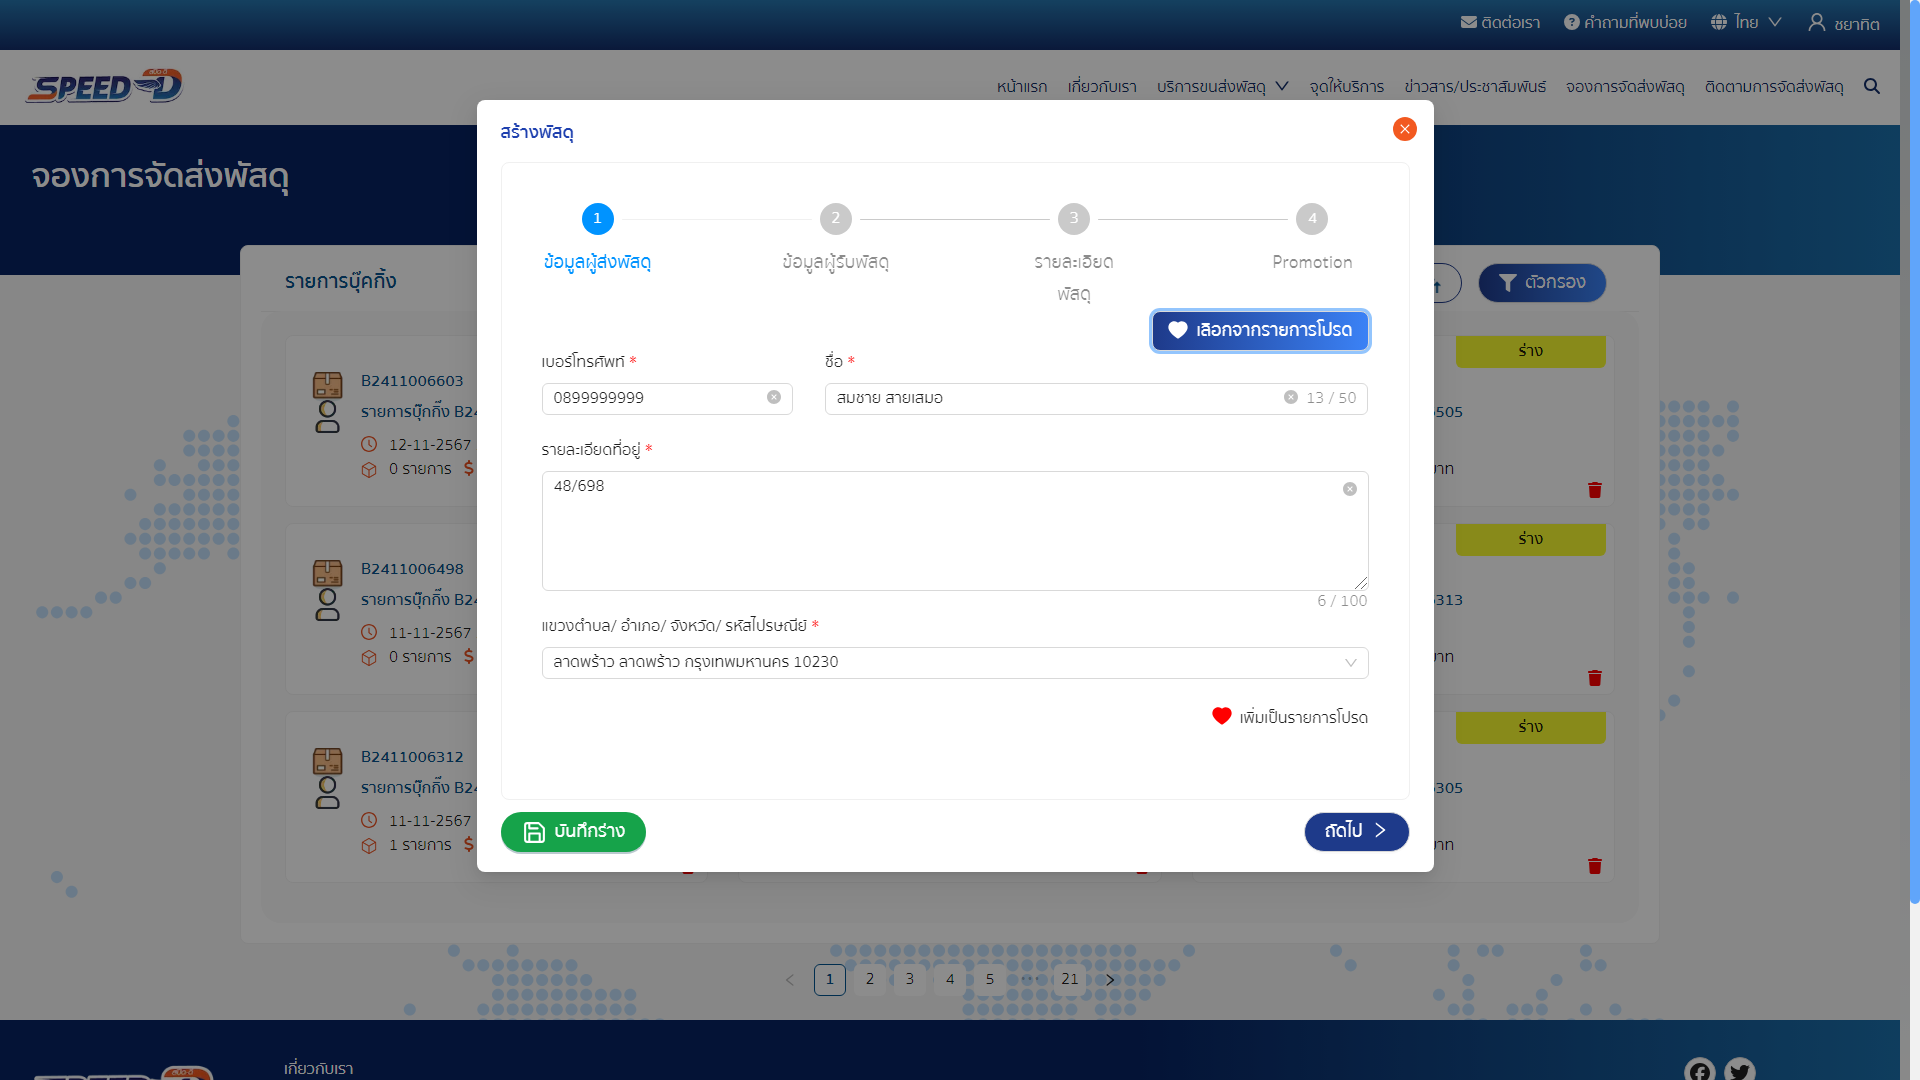 ติดต่อเรา คำถามที่พบบ่อย ไทย ชยาทิต
SPEED-D
หน้าแรก เกี่ยวกับเรา บริการขนส่งพัสดุ จุดให้บริการ ข่าวสาร/ประชาสัมพันธ์ จองการจัดส่งพัสดุ ติดตามการจัดส่งพัสดุ
จองการจัดส่งพัสดุ
สร้างพัสดุ
1 2 3 4
ข้อมูลผู้ส่งพัสดุ ข้อมูลผู้รับพัสดุ รายละเอียด Promotion
พัสดุ
รายการบุ๊คกิ้ง
ตัวกรอง
เลือกจากรายการโปรด
เบอร์โทรศัพท์ * ชื่อ *
0899999999 สมชาย สายเสมอ 13 / 50
รายละเอียดที่อยู่ *
48/698
6 / 100
แขวงตำบล/ อำเภอ/ จังหวัด/ รหัสไปรษณีย์ *
ลาดพร้าว ลาดพร้าว กรุงเทพมหานคร 10230
เพิ่มเป็นรายการโปรด
บันทึกร่าง ถัดไป
B2411006603
รายการบุ๊กกิ๊ง B24
12-11-2567
0 รายการ $
ร่าง
505
าท
B2411006498
รายการบุ๊กกิ๊ง B24
11-11-2567
0 รายการ $
ร่าง
313
าท
B2411006312
รายการบุ๊กกิ๊ง B24
11-11-2567
1 รายการ $
ร่าง
305
าท
1 2 3 4 5 ••• 21
เกี่ยวกับเรา